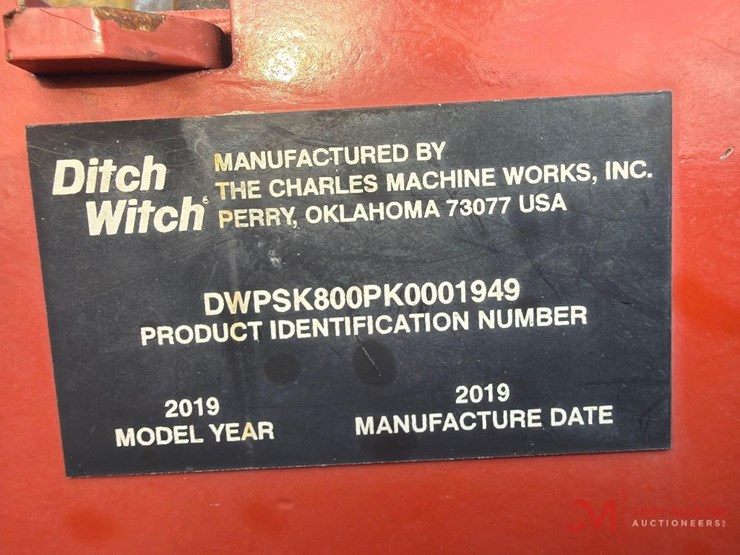 Ditch Witch
MANUFACTURED BY
THE CHARLES MACHINE WORKS, INC.
PERRY, OKLAHOMA 73077 USA
DWPSK800PK0001949
PRODUCT IDENTIFICATION NUMBER
2019
MODEL YEAR
2019
MANUFACTURE DATE
AUCTIONEERS